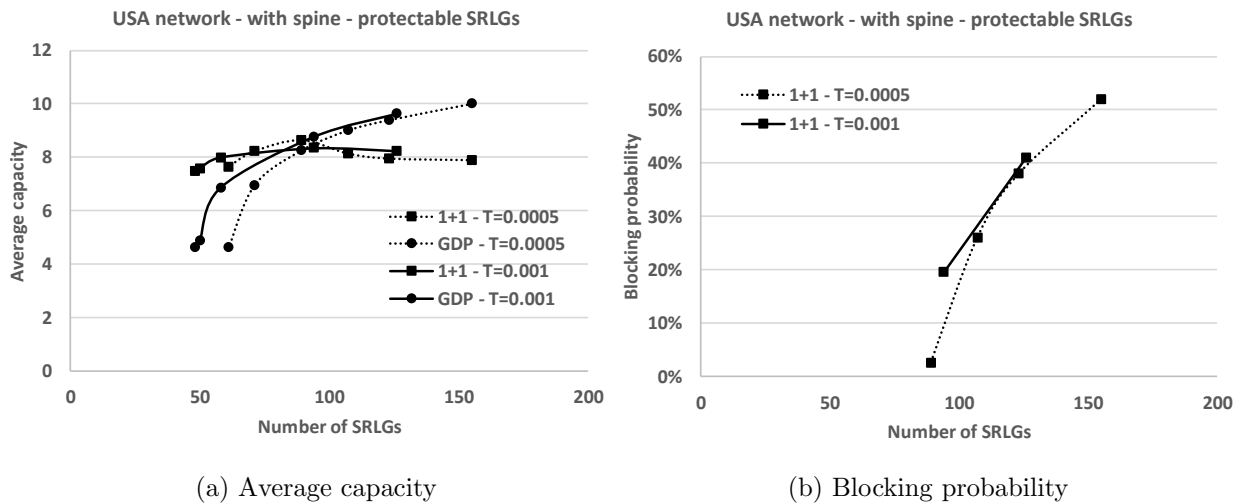 USA network - with spine - protectable SRLGs
12
10
8
6
4
2
0
0
50
100
150
200
Average capacity
Number of SRLGs
1+1 - T=0.0005
GDP - T=0.0005
1+1 - T=0.001
GDP - T=0.001
(a) Average capacity
USA network - with spine - protectable SRLGs
60%
50%
40%
30%
20%
10%
0%
0
50
100
150
200
Blocking probability
Number of SRLGs
1+1 - T=0.0005
1+1 - T=0.001
(b) Blocking probability